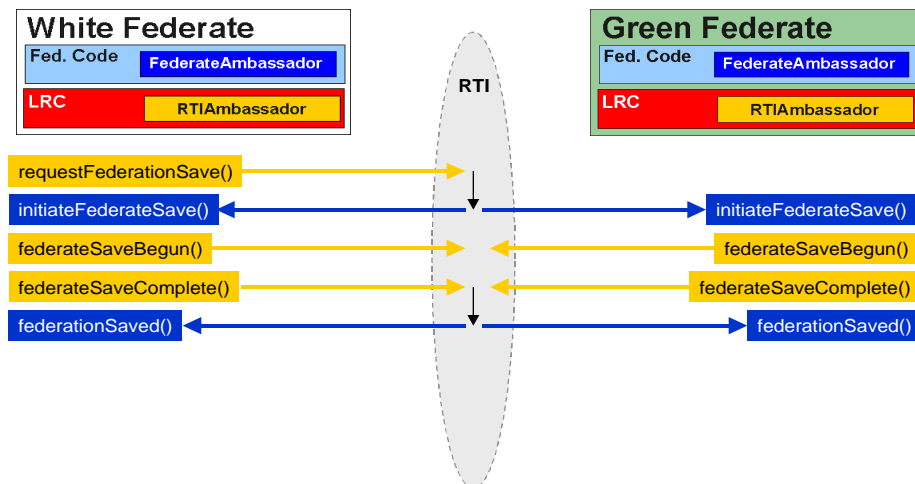 White Federate
Fed. Code
FederateAmbassador
LRC
RTIAmbassador
RTI
Green Federate
Fed. Code
FederateAmbassador
LRC
RTIAmbassador
requestFederationSave()
initiateFederateSave()
initiateFederateSave()
federateSaveBegun()
federateSaveBegun()
federateSaveComplete()
federateSaveComplete()
federationSaved()
federationSaved()